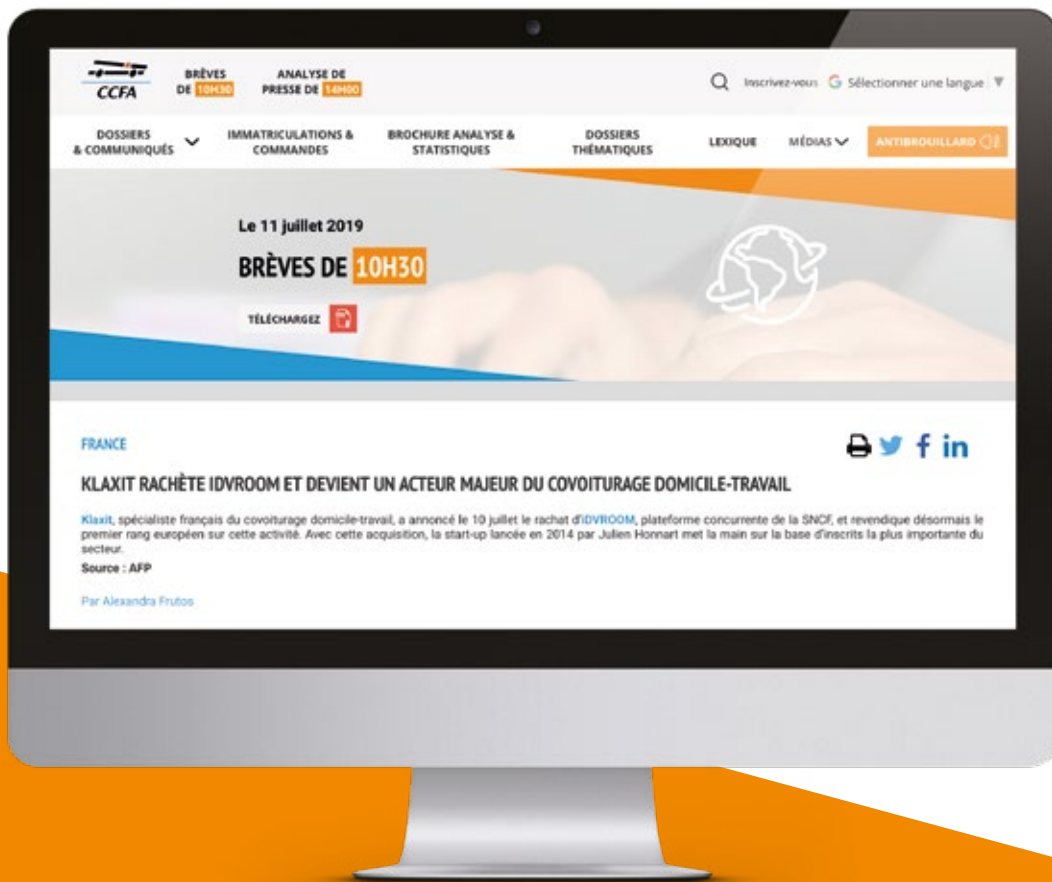 CCFA
BRÈVES
DE 10H30
ANALYSE DE
PRESSE DE 14H00
Inscrivez-vous
G Sélectionner une langue
DOSSIERS
& COMMUNIQUÉS
IMMATRICULATIONS &
COMMANDES
BROCHURE ANALYSE &
STATISTIQUES
DOSSIERS
THÉMATIQUES
LEXIQUE
MÉDIAS
ANTIBROUILLARD
Le 11 juillet 2019
BRÈVES DE 10H30
TÉLÉCHARGEZ
FRANCE
KLAXIT RACHÈTE IDVROOM ET DEVIENT UN ACTEUR MAJEUR DU COVOITURAGE DOMICILE-TRAVAIL
Klaxit, spécialiste français du covoiturage domicile-travail, a annoncé le 10 juillet le rachat d'iDVROOM, plateforme concurrente de la SNCF, et revendique désormais le
premier rang européen sur cette activité. Avec cette acquisition, la start-up lancée en 2014 par Julien Honnart met la main sur la base d'inscrits la plus importante du
secteur.
Source : AFP
Par Alexandra Frutos